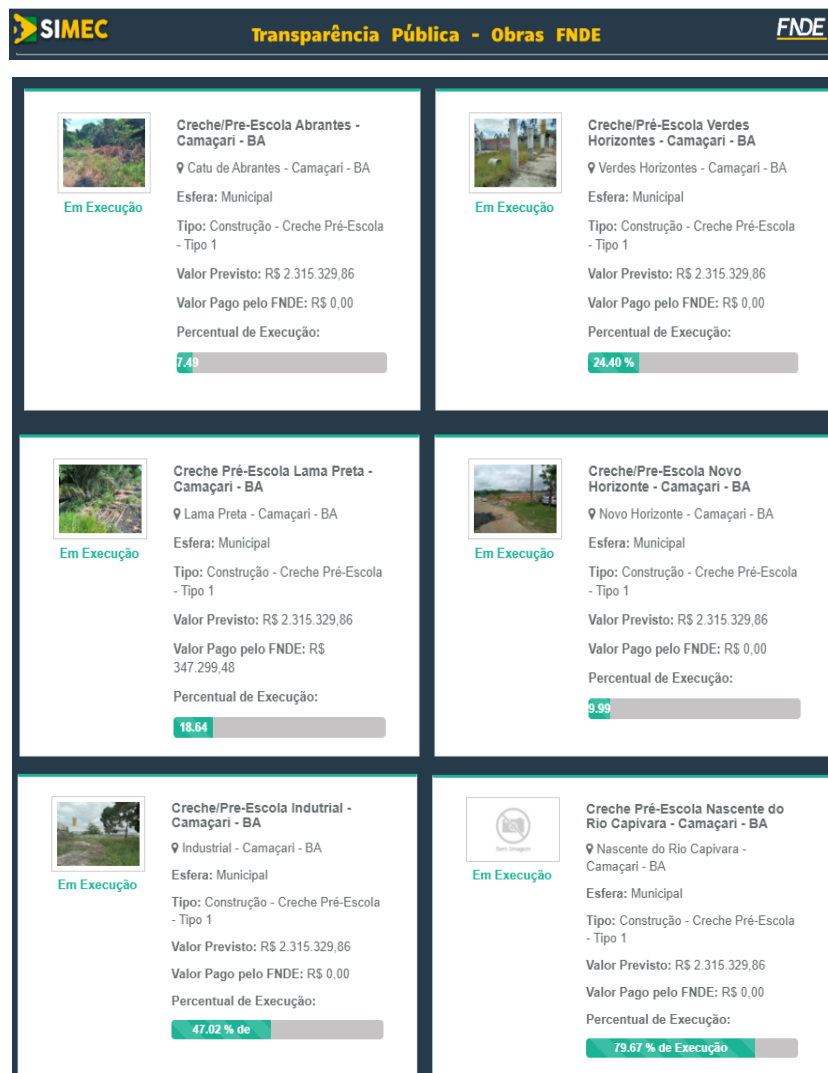 SIMEC
Transparência Pública - Obras FNDE
FNDE
Creche/Pre-Escola Abrantes -
Camaçari - BA
Catu de Abrantes - Camaçari - BA
Em Execução
Esfera: Municipal
Tipo: Construção - Creche Pré-Escola
- Tipo 1
Valor Previsto: R$ 2.315.329,86
Valor Pago pelo FNDE: R$ 0,00
Percentual de Execução:
7.49
Creche/Pré-Escola Verdes
Horizontes - Camaçari - BA
Verdes Horizontes - Camaçari - BA
Em Execução
Esfera: Municipal
Tipo: Construção - Creche Pré-Escola
- Tipo 1
Valor Previsto: R$ 2.315.329,86
Valor Pago pelo FNDE: R$ 0,00
Percentual de Execução:
24.40 %
Creche Pré-Escola Lama Preta -
Camaçari - BA
Lama Preta - Camaçari - BA
Em Execução
Esfera: Municipal
Tipo: Construção - Creche Pré-Escola
- Tipo 1
Valor Previsto: R$ 2.315.329,86
Valor Pago pelo FNDE: R$
347.299,48
Percentual de Execução:
18.64
Creche/Pre-Escola Novo
Horizonte - Camaçari - BA
Novo Horizonte - Camaçari - BA
Em Execução
Esfera: Municipal
Tipo: Construção - Creche Pré-Escola
- Tipo 1
Valor Previsto: R$ 2.315.329,86
Valor Pago pelo FNDE: R$ 0,00
Percentual de Execução:
9.99
Creche/Pre-Escola Indutrial -
Camaçari - BA
Industrial - Camaçari - BA
Em Execução
Esfera: Municipal
Tipo: Construção - Creche Pré-Escola
- Tipo 1
Valor Previsto: R$ 2.315.329,86
Valor Pago pelo FNDE: R$ 0,00
Percentual de Execução:
47.02 % de
Sem Imagem
Creche Pré-Escola Nascente do
Rio Capivara - Camaçari - BA
Nascente do Rio Capivara -
Camaçari - BA
Em Execução
Esfera: Municipal
Tipo: Construção - Creche Pré-Escola
- Tipo 1
Valor Previsto: R$ 2.315.329,86
Valor Pago pelo FNDE: R$ 0,00
Percentual de Execução:
79.67 % de Execução